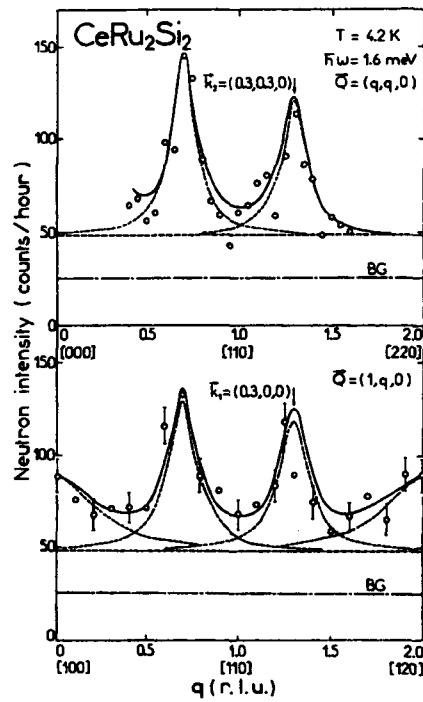 CeRu₂Si₂
T = 4.2 K
ħω = 1.6 meV
Q̄ = (q,q,0)
k̄₂=(0.3,0.3,0)
150
100
50
0
BG
0 0.5 1.0 1.5 2.0
[000] [110] [220]
Neutron intensity (counts/hour)
Q̄=(1,q,0)
k̄₁=(0.3,0,0)
150
100
50
0
BG
0 0.5 1.0 1.5 2.0
[100] [110] [120]
q (r.l.u.)